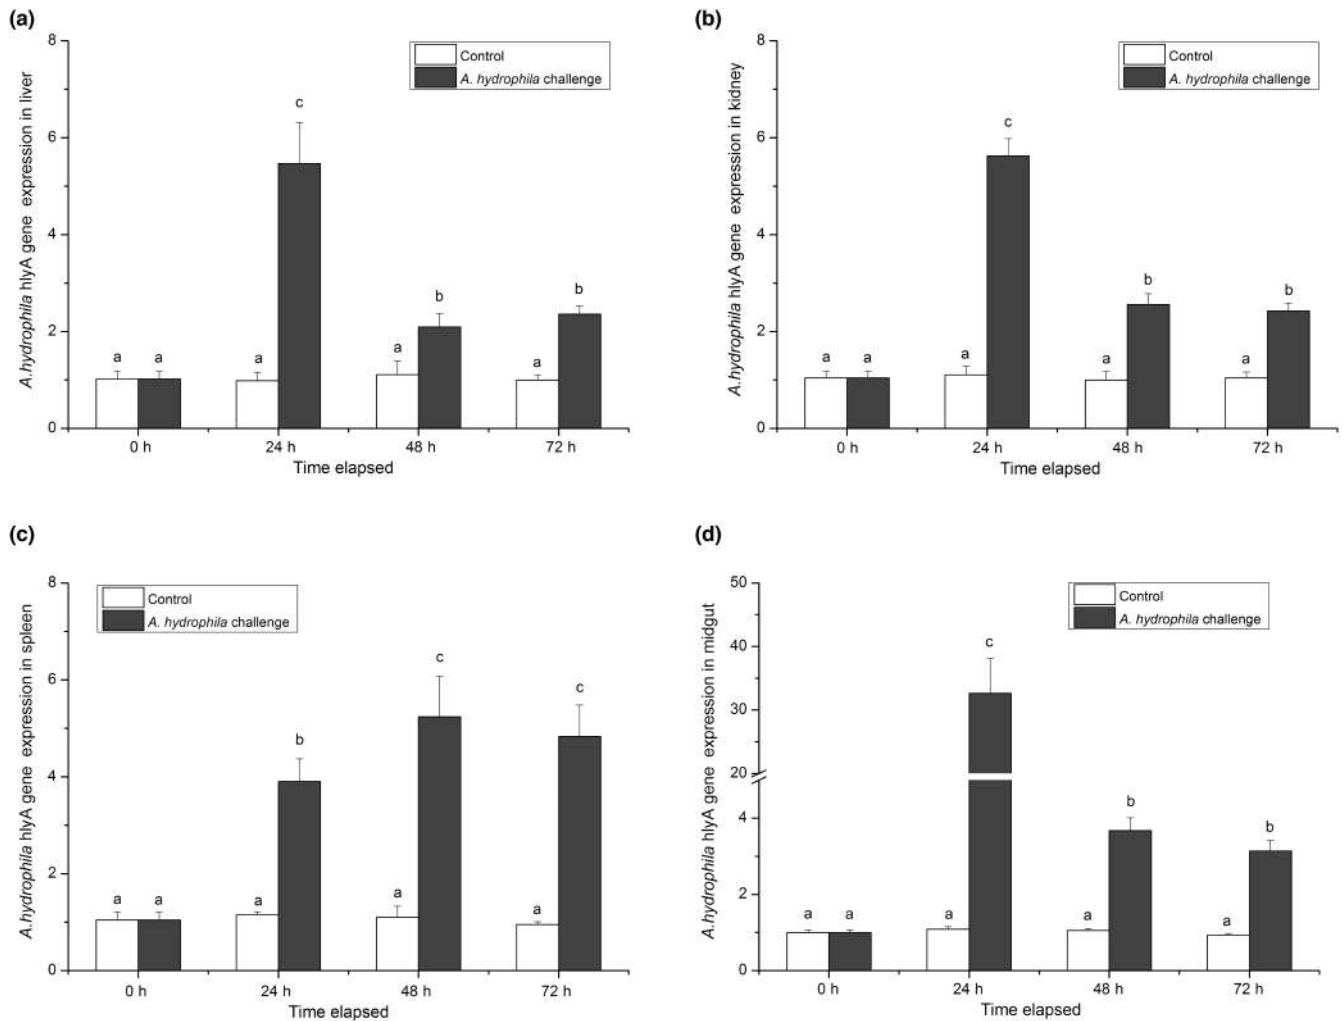 (a)
A.hydrophila hlyA gene expression in liver
8
6
4
2
0
Control
A. hydrophila challenge
a
a
a
c
a
b
a
b
0 h
24 h
48 h
72 h
Time elapsed
(b)
A.hydrophila hlyA gene expression in kidney
8
6
4
2
0
Control
A. hydrophila challenge
a
a
a
c
a
b
a
b
0 h
24 h
48 h
72 h
Time elapsed
(c)
A.hydrophila hlyA gene expression in spleen
8
6
4
2
0
Control
A. hydrophila challenge
a
a
a
b
a
c
a
c
0 h
24 h
48 h
72 h
Time elapsed
(d)
A.hydrophila hlyA gene expression in midgut
50
40
30
20
4
2
0
Control
A. hydrophila challenge
a
a
a
c
a
b
a
b
0 h
24 h
48 h
72 h
Time elapsed